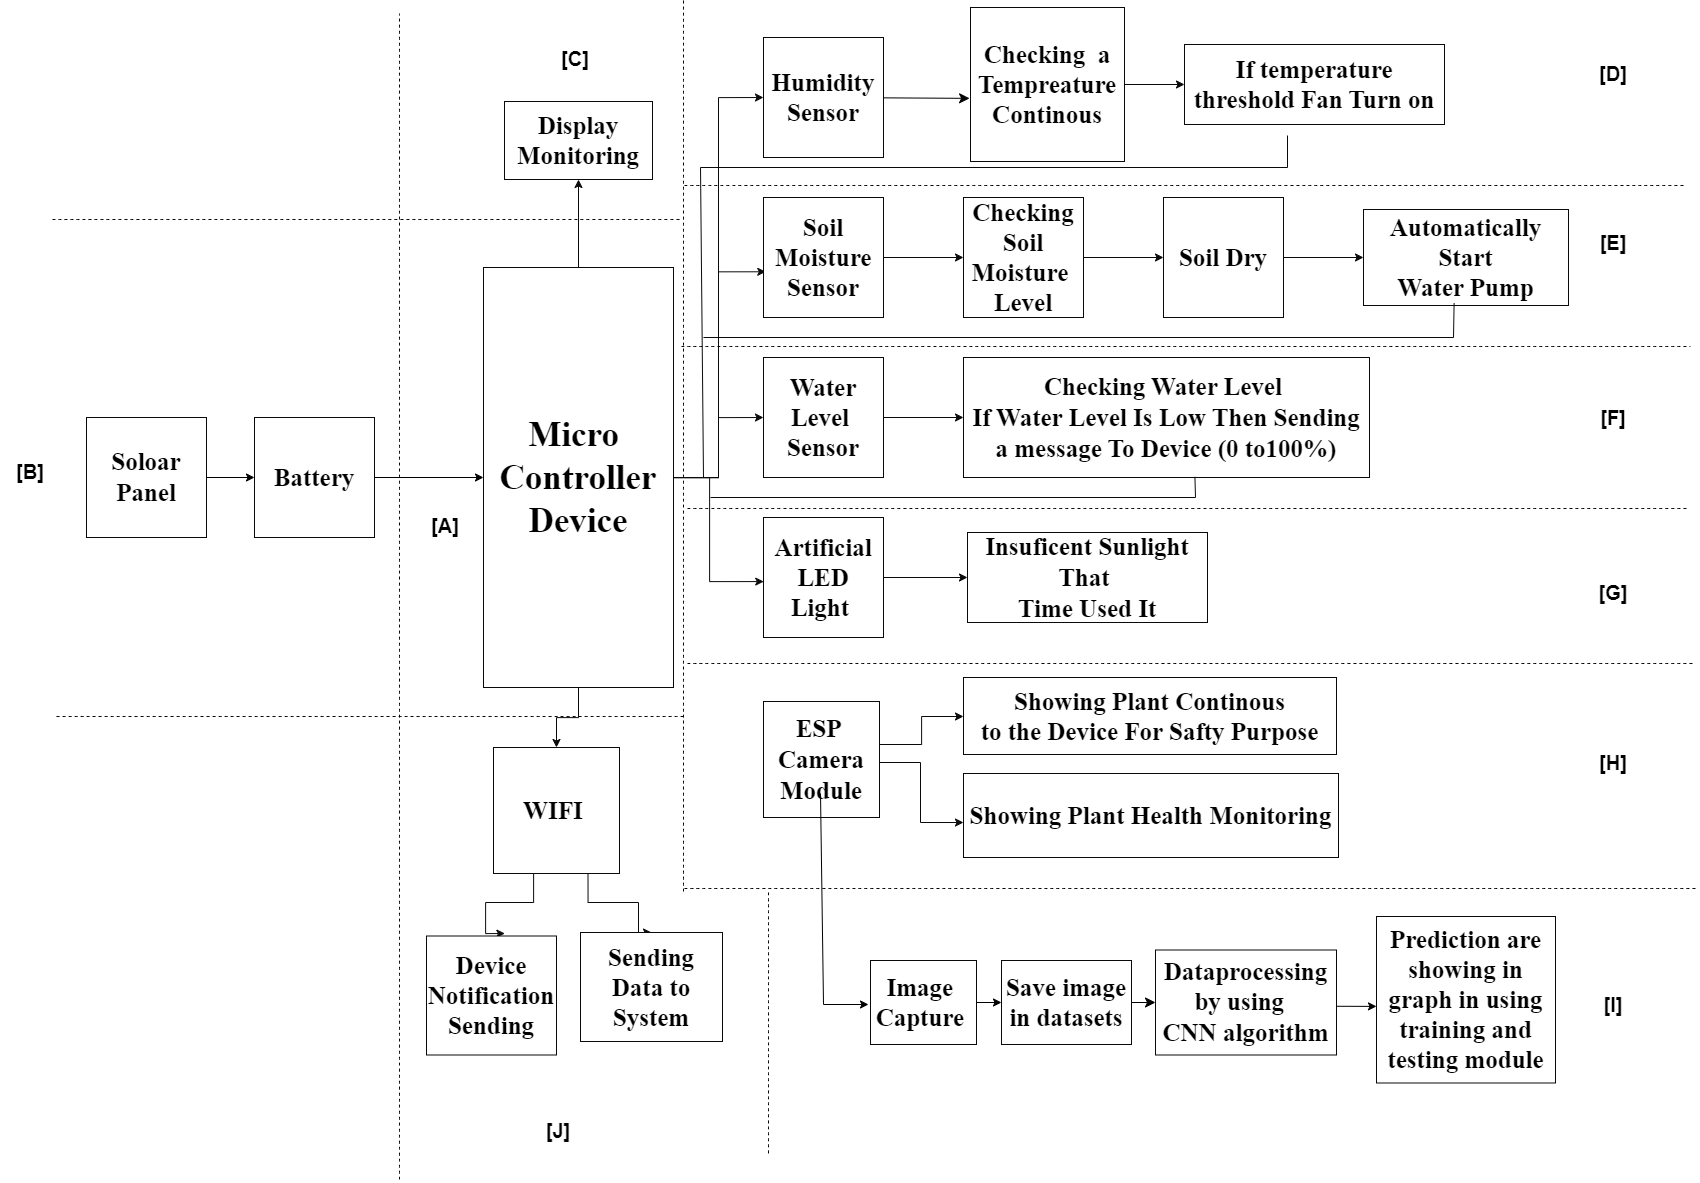 [C]
Display
Monitoring
Humidity
Sensor
Checking a
Tempreature
Continous
If temperature
threshold Fan Turn on
[D]
Soil
Moisture
Sensor
Checking
Soil
Moisture
Level
Soil Dry
Automatically
Start
Water Pump
[E]
[B]
Soloar
Panel
Battery
[A]
Micro
Controller
Device
Water
Level
Sensor
Checking Water Level
If Water Level Is Low Then Sending
a message To Device (0 to100%)
[F]
Artificial
LED
Light
Insuficent Sunlight
That
Time Used It
[G]
ESP
Camera
Module
Showing Plant Continous
to the Device For Safty Purpose
Showing Plant Health Monitoring
[H]
WIFI
Device
Notification
Sending
Sending
Data to
System
[J]
Image
Capture
Save image
in datasets
Dataprocessing
by using
CNN algorithm
Prediction are
showing in
graph in using
training and
testing module
[I]